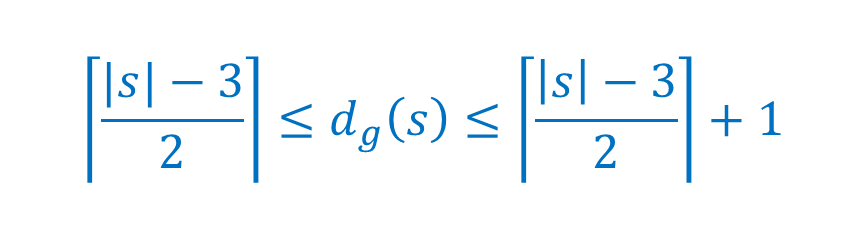 ⌈(|s| − 3)/2⌉ ≤ d_g(s) ≤ ⌈(|s| − 3)/2⌉ + 1